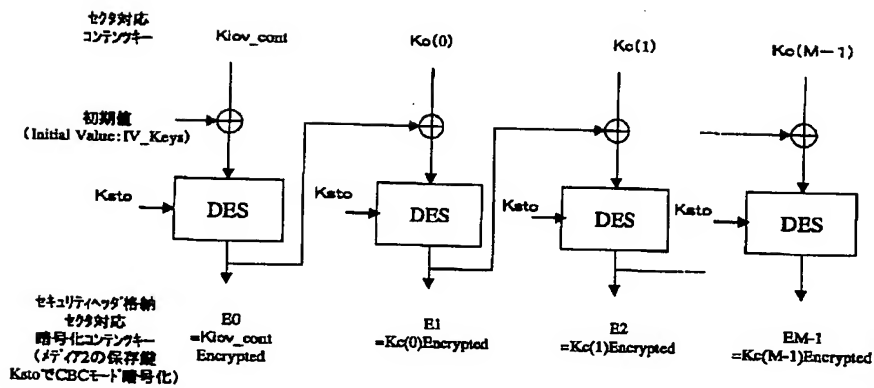 セクタ対応
コンテンツキー
Kicv_cont
Kc(0)
Kc(1)
Kc(M-1)
初期値
(Initial Value:IV_Keys)
Ksto
DES
Ksto
DES
Ksto
DES
Ksto
DES
セキュリティヘッダ格納
セクタ対応
暗号化コンテンツキー
(メディア2の保存鍵
KstoでCBCモード暗号化)
E0
=Kicv_cont
Encrypted
E1
=Kc(0)Encrypted
E2
=Kc(1)Encrypted
EM-1
=Kc(M-1)Encrypted